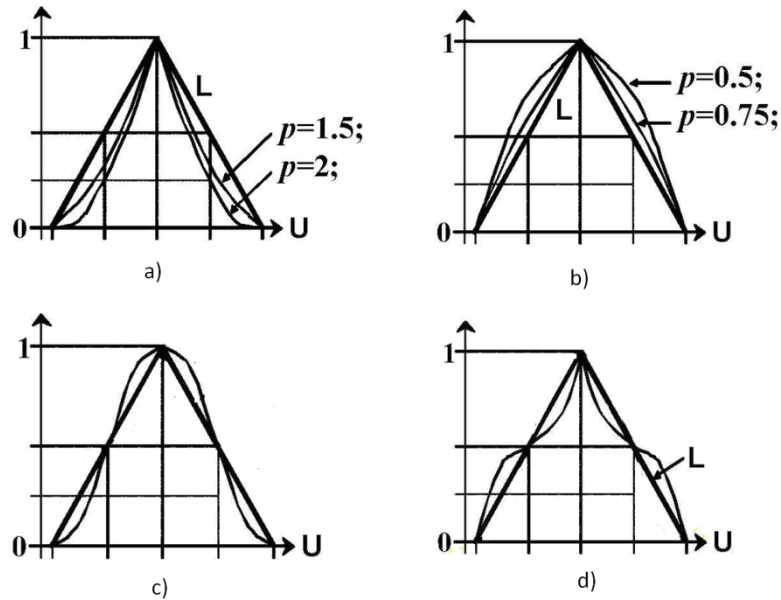 1
L
p=1.5;
p=2;
0
U
a)
1
L
p=0.5;
p=0.75;
0
U
b)
1
0
U
c)
1
L
0
U
d)